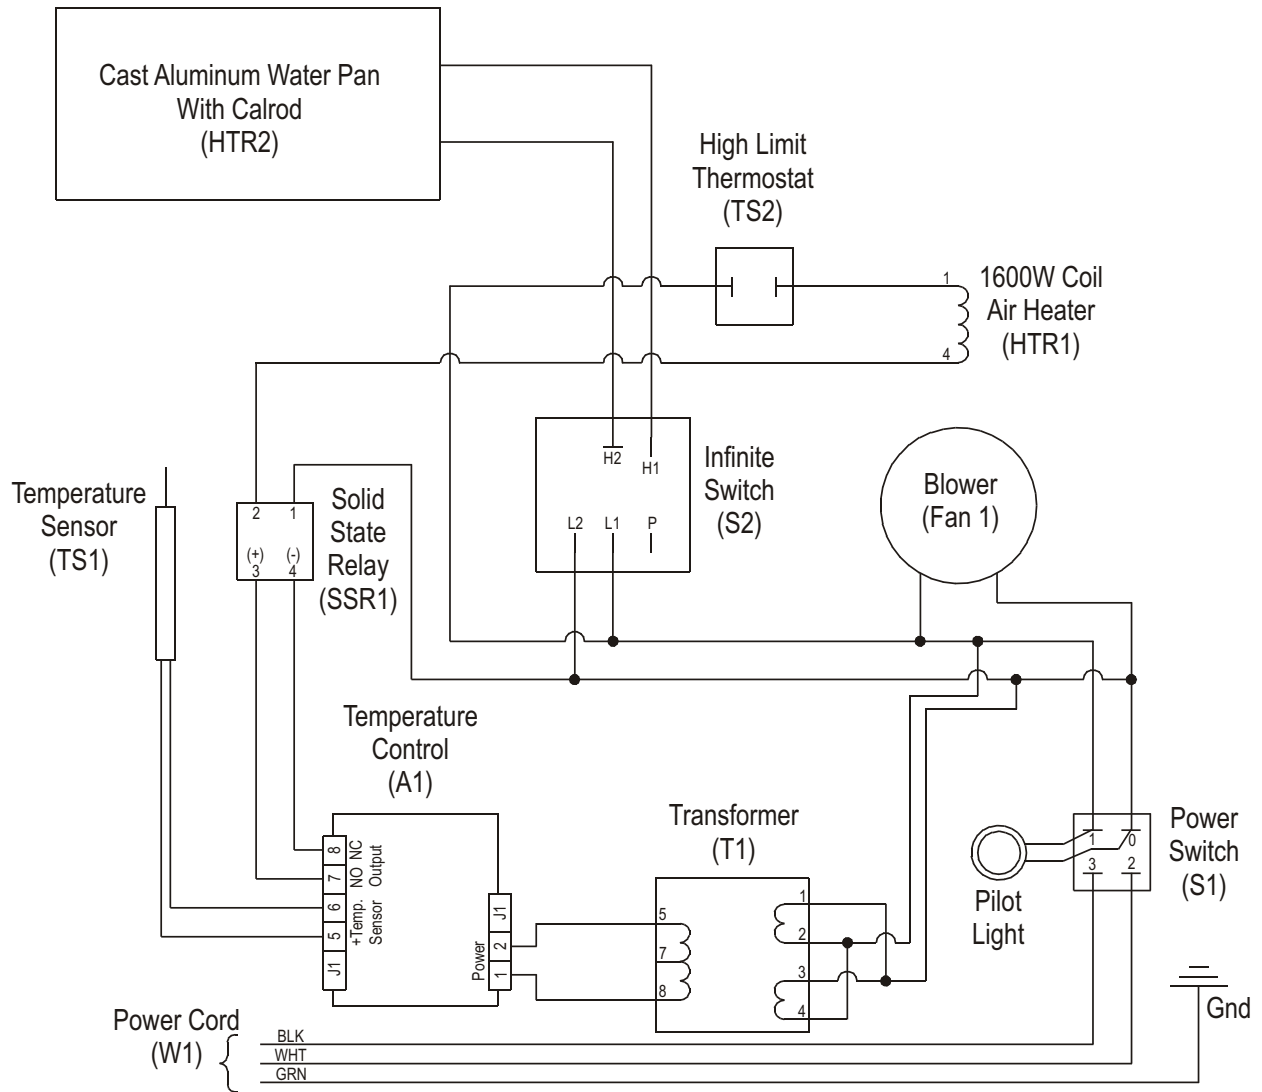 Cast Aluminum Water Pan
With Calrod
(HTR2)
High Limit
Thermostat
(TS2)
1
1600W Coil
Air Heater
(HTR1)
4
H2
H1
L2
L1
P
Infinite
Switch
(S2)
Blower
(Fan 1)
Temperature
Sensor
(TS1)
2
1
(+)
(-)
3
4
Solid
State
Relay
(SSR1)
Temperature
Control
(A1)
8
7
6
5
J1
NO NC
Output
+Temp.
Sensor
J1
2
1
Power
Transformer
(T1)
5
7
8
1
2
3
4
Pilot
Light
1
0
3
2
Power
Switch
(S1)
Gnd
Power Cord
(W1)
BLK
WHT
GRN